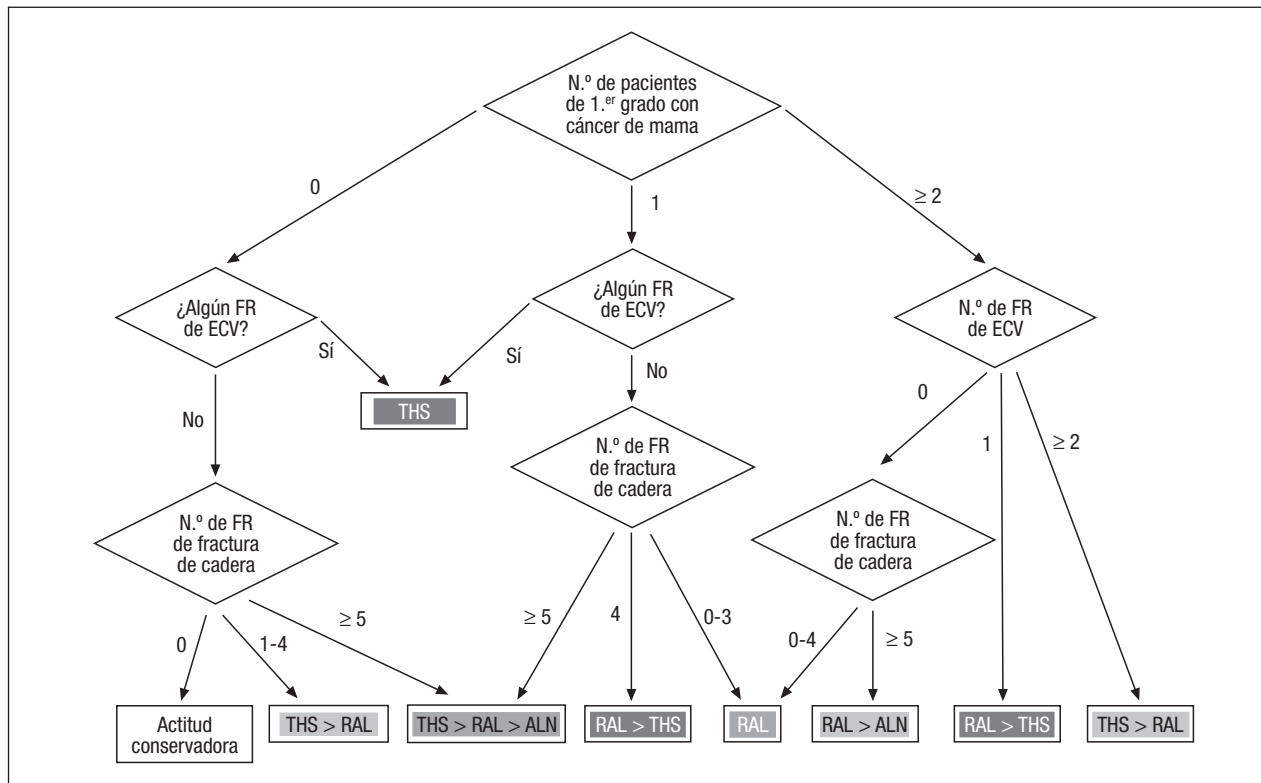 N.º de pacientes
de 1.er grado con
cáncer de mama
0
1
≥ 2
¿Algún FR
de ECV?
¿Algún FR
de ECV?
N.º de FR
de ECV
Sí
Sí
No
No
THS
0
1
≥ 2
N.º de FR
de fractura
de cadera
N.º de FR
de fractura
de cadera
N.º de FR
de fractura
de cadera
0
1-4
≥ 5
≥ 5
4
0-3
0-4
≥ 5
Actitud
conservadora
THS > RAL
THS > RAL > ALN
RAL > THS
RAL
RAL > ALN
RAL > THS
THS > RAL